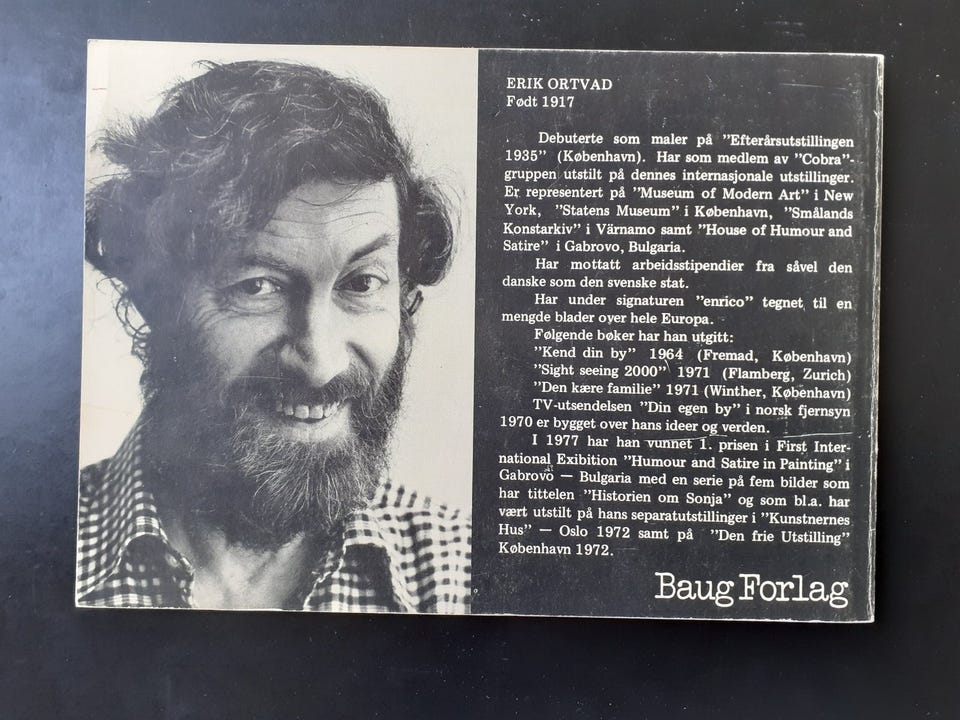 ERIK ORTVAD
Født 1917
Debuterte som maler på "Efterårsutstillingen
1935" (København). Har som medlem av "Cobra"-
gruppen utstilt på dennes internasjonale utstillinger.
Er representert på "Museum of Modern Art" i New
York, "Statens Museum" i København, "Smålands
Konstarkiv" i Värnamo samt "House of Humour and
Satire" i Gabrovo, Bulgaria.
Har mottatt arbeidsstipendier fra såvel den
danske som den svenske stat.
Har under signaturen "enrico" tegnet til en
mengde blader over hele Europa.
Følgende bøker har han utgitt:
"Kend din by" 1964 (Fremad, København)
"Sight seeing 2000" 1971 (Flamberg, Zurich)
"Den kære familie" 1971 (Winther, København)
TV-utsendelsen "Din egen by" i norsk fjernsyn
1970 er bygget over hans ideer og verden.
I 1977 har han vunnet 1. prisen i First Inter-
national Exibition "Humour and Satire in Painting" i
Gabrovo — Bulgaria med en serie på fem bilder som
har tittelen "Historien om Sonja" og som bl.a. har
vært utstilt på hans separatutstillinger i "Kunstnernes
Hus" — Oslo 1972 samt på "Den frie Utstilling"
København 1972.
Baug Forlag